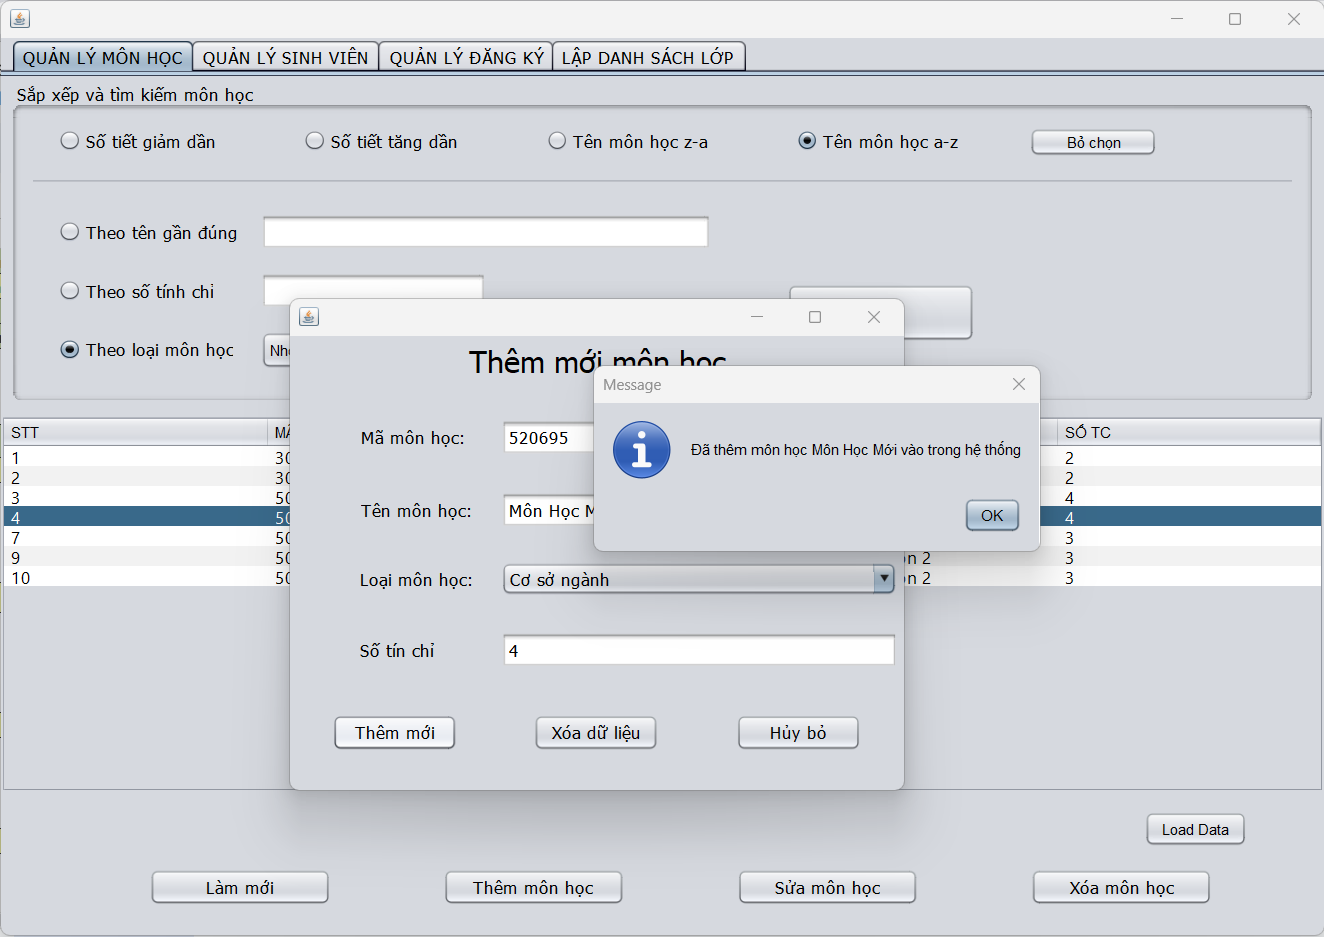 QUẢN LÝ MÔN HỌC QUẢN LÝ SINH VIÊN QUẢN LÝ ĐĂNG KÝ LẬP DANH SÁCH LỚP
Sắp xếp và tìm kiếm môn học
Số tiết giảm dần Số tiết tăng dần Tên môn học z-a Tên môn học a-z Bỏ chọn
Theo tên gần đúng
Theo số tính chỉ
Theo loại môn học
Thêm mới môn học
Message
Đã thêm môn học Môn Học Mới vào trong hệ thống
OK
Mã môn học: 520695
Tên môn học: Môn Học
Loại môn học: Cơ sở ngành
Số tín chỉ 4
Thêm mới Xóa dữ liệu Hủy bỏ
STT SỐ TC
1 2
2 2
3 4
4 4
7 3
9 2 3
10 2 3
Load Data
Làm mới Thêm môn học Sửa môn học Xóa môn học